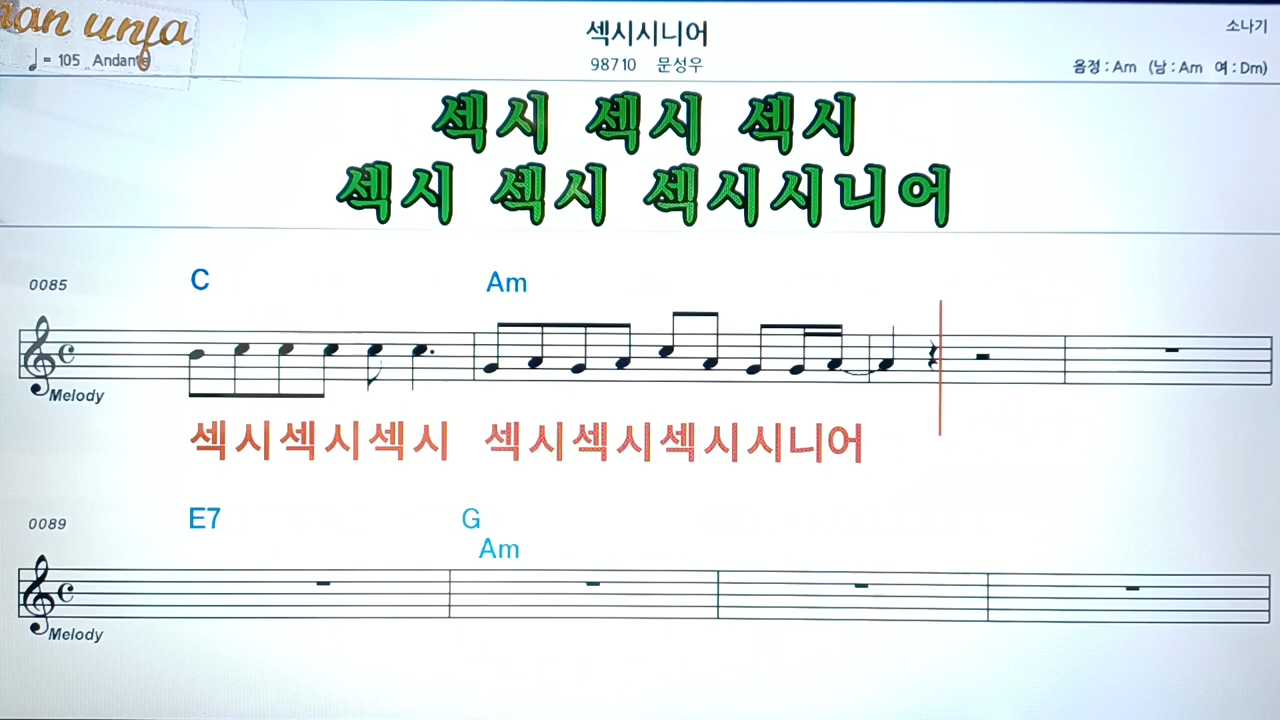 섹시시니어
소나기
= 105 Andante
98710 문성우
음정 : Am (남 : Am 여 : Dm)
섹시 섹시 섹시
섹시 섹시 섹시시니어
0085
C Am
Melody
섹시섹시섹시 섹시섹시섹시시니어
0089
E7 G
Am
Melody